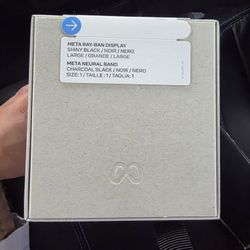 META RAY-BAN DISPLAY
SHINY BLACK / NOIR / NERO
LARGE / GRANDE / LARGE
META NEURAL BAND
CHARCOAL BLACK / NOIR / NERO
SIZE: 1 / TAILLE : 1 / TAGLIA: 1